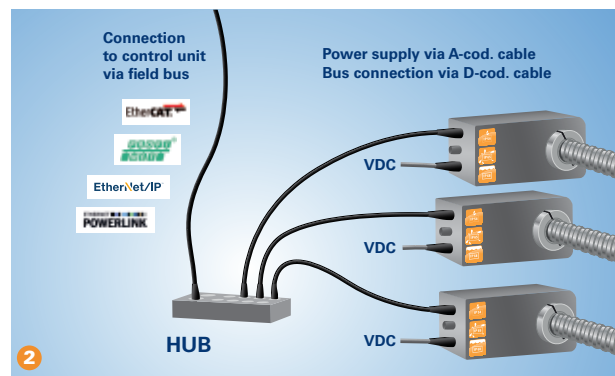 Connection
to control unit
via field bus
Power supply via A-cod. cable
Bus connection via D-cod. cable
EtherCAT
EtherNet/IP
ETHERNET
POWERLINK
VDC
VDC
VDC
HUB
2